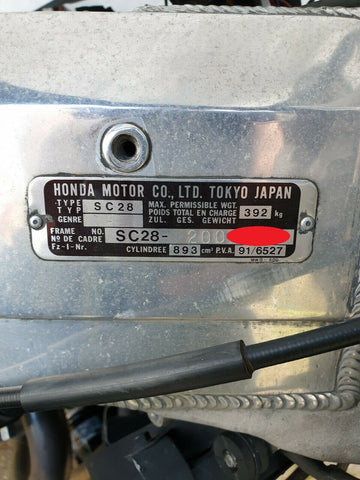 HONDA MOTOR CO., LTD. TOKYO JAPAN
TYPE
TYP
GENRE
SC28
MAX. PERMISSIBLE WGT.
POIDS TOTAL EN CHARGE
ZUL. GES. GEWICHT
392 kg
FRAME NO.
Nº DE CADRE
Fz-I-Nr.
SC28- 200
CYLINDREE 893 cm³ P.V.A. 91/6527